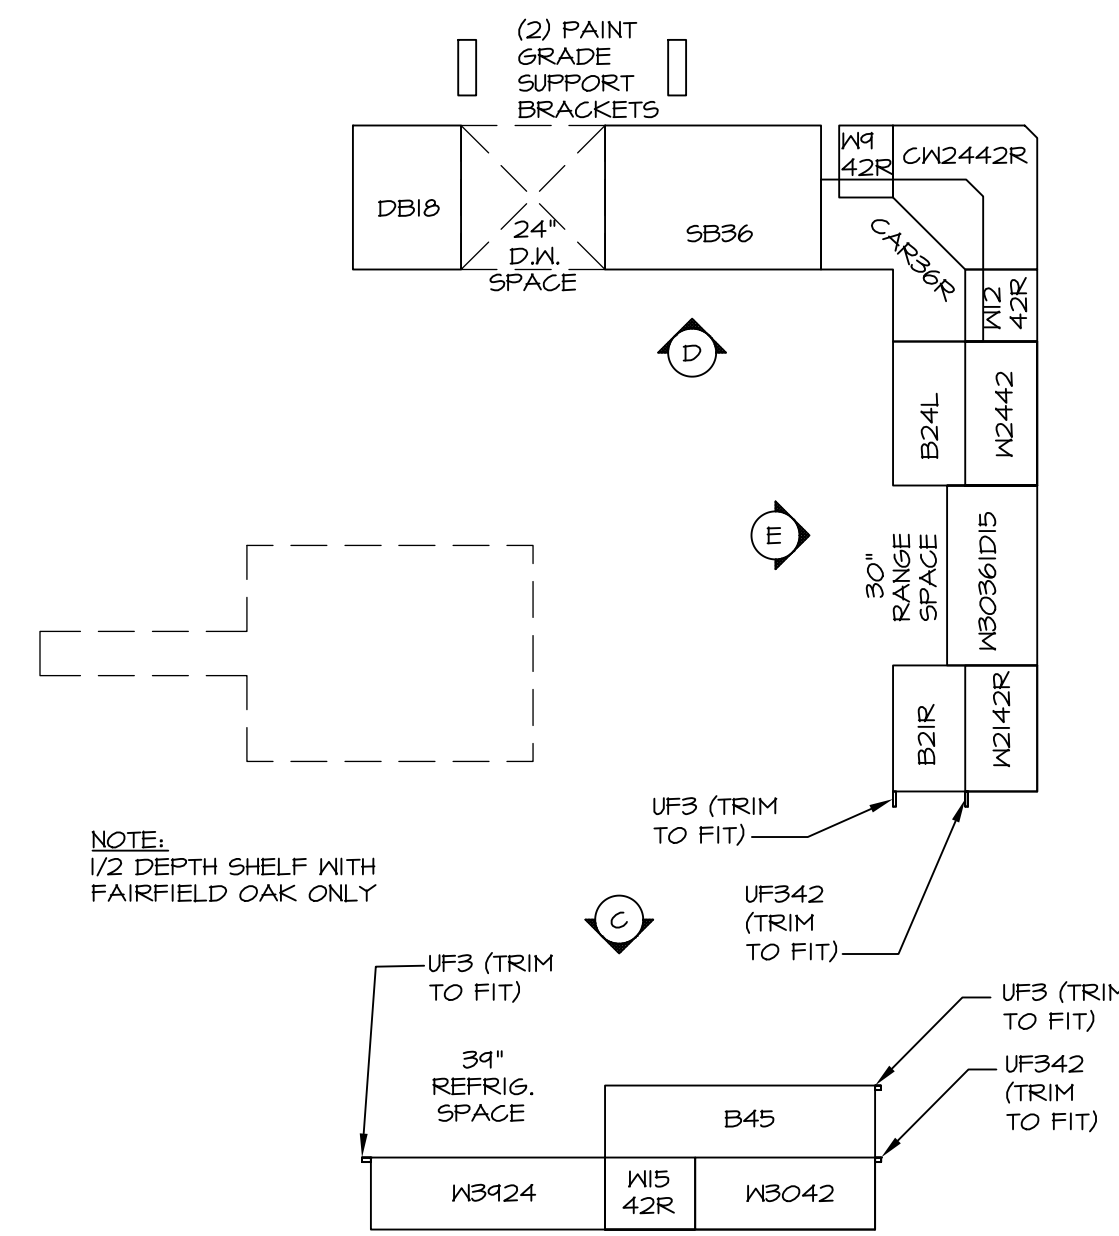 (2) PAINT
GRADE
SUPPORT
BRACKETS
W9
42R
CW2442R
DB18
24"
D.W.
SPACE
SB36
CAR36R
W12
42R
D
B24L
W2442
E
30"
RANGE
SPACE
W30361D15
B21R
W2142R
UF3 (TRIM
TO FIT)
NOTE:
1/2 DEPTH SHELF WITH
FAIRFIELD OAK ONLY
UF342
(TRIM
TO FIT)
C
UF3 (TRIM
TO FIT)
UF3 (TRIM
TO FIT)
39"
REFRIG.
SPACE
UF342
(TRIM
TO FIT)
B45
W3924
W15
42R
W3042